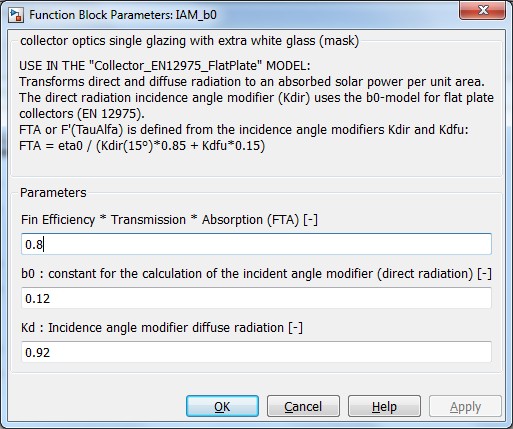 Function Block Parameters: IAM_b0
collector optics single glazing with extra white glass (mask)
USE IN THE "Collector_EN12975_FlatPlate" MODEL:
Transforms direct and diffuse radiation to an absorbed solar power per unit area.
The direct radiation incidence angle modifier (Kdir) uses the b0-model for flat plate
collectors (EN 12975).
FTA or F'(TauAlfa) is defined from the incidence angle modifiers Kdir and Kdfu:
FTA = eta0 / (Kdir(15º)*0.85 + Kdfu*0.15)
Parameters
Fin Efficiency * Transmission * Absorption (FTA) [-]
0.8
b0 : constant for the calculation of the incident angle modifier (direct radiation) [-]
0.12
Kd : Incidence angle modifier diffuse radiation [-]
0.92
OK Cancel Help Apply